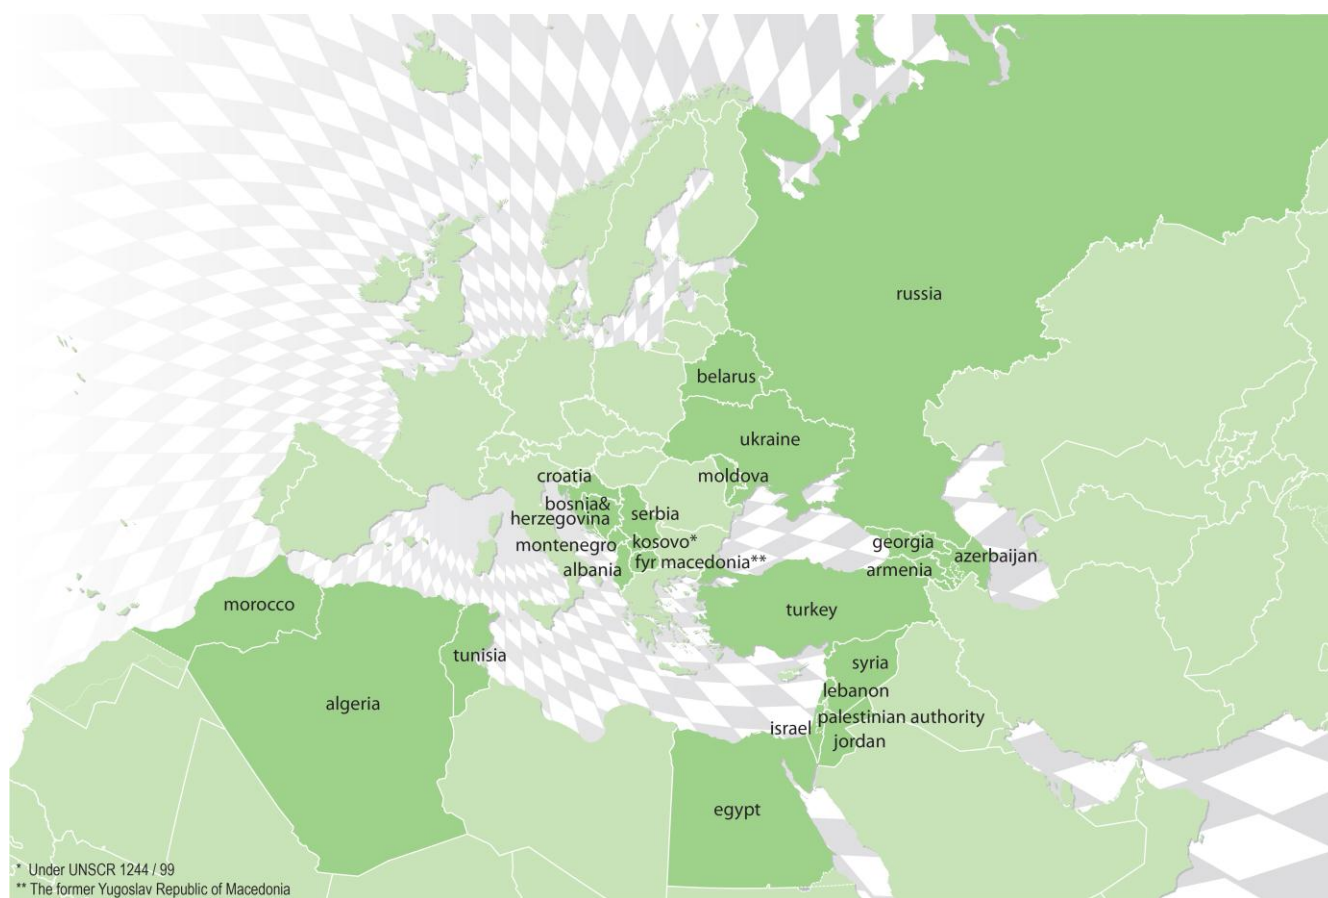 russia
belarus
ukraine
croatia
moldova
bosnia&
herzegovina
serbia
montenegro
kosovo*
georgia
azerbaijan
albania
fyr macedonia**
armenia
morocco
turkey
tunisia
syria
algeria
lebanon
israel
palestinian authority
jordan
egypt
* Under UNSCR 1244 / 99
** The former Yugoslav Republic of Macedonia